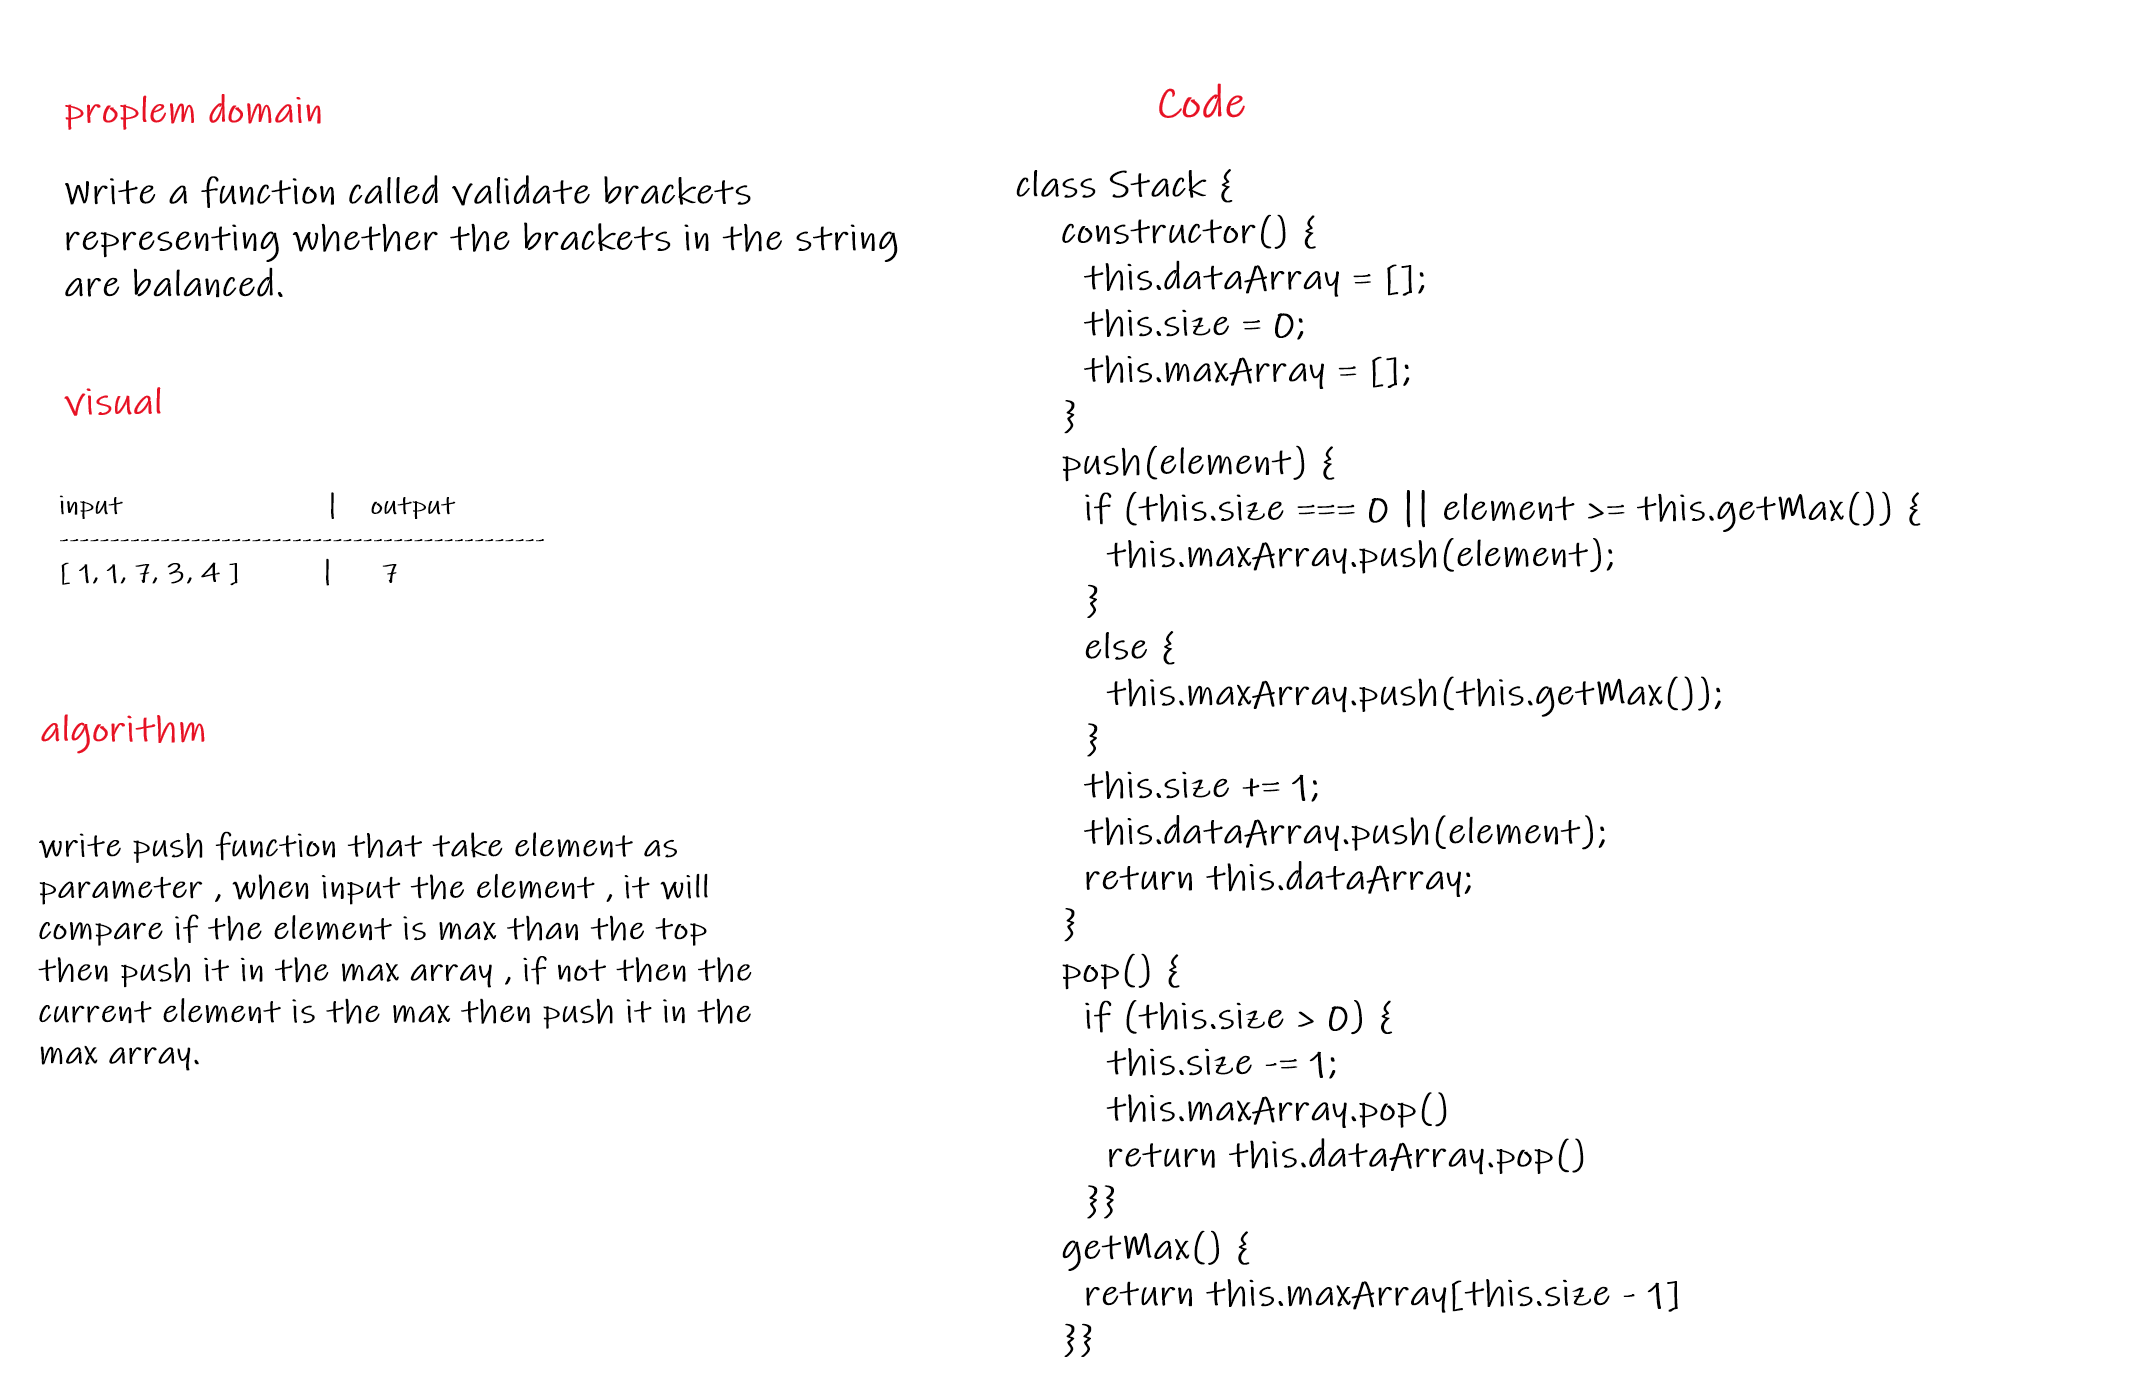 proplem domain
Write a function called validate brackets
representing whether the brackets in the string
are balanced.
visual
input | output
------------------------------------------------
[ 1, 1, 7, 3, 4 ] | 7
algorithm
write push function that take element as
parameter , when input the element , it will
compare if the element is max than the top
then push it in the max array , if not then the
current element is the max then push it in the
max array.
Code
class Stack {
constructor() {
this.dataArray = [];
this.size = 0;
this.maxArray = [];
}
push(element) {
if (this.size === 0 || element >= this.getMax()) {
this.maxArray.push(element);
}
else {
this.maxArray.push(this.getMax());
}
this.size += 1;
this.dataArray.push(element);
return this.dataArray;
}
pop() {
if (this.size > 0) {
this.size -= 1;
this.maxArray.pop()
return this.dataArray.pop()
}}
getMax() {
return this.maxArray[this.size - 1]
}}